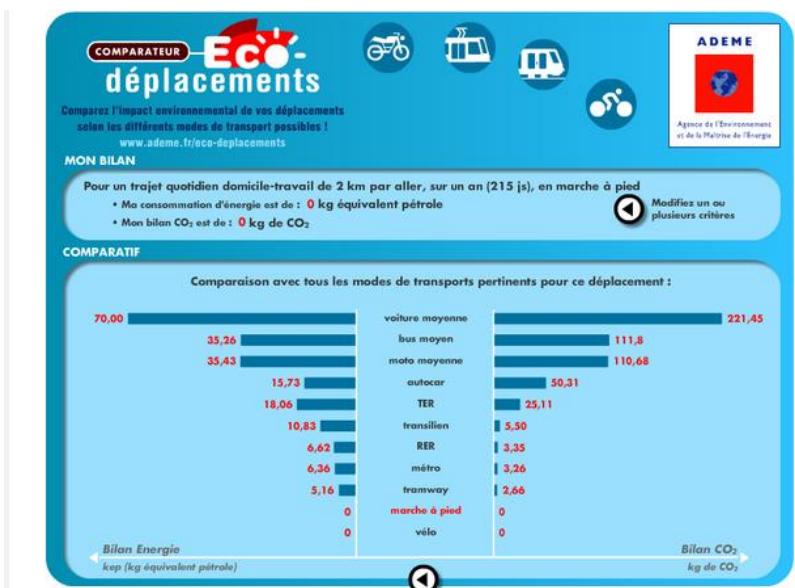 COMPARATEUR
Eco-
déplacements
Comparez l'impact environnemental de vos déplacements
selon les différents modes de transport possibles !
www.ademe.fr/eco-deplacements
ADEME
Agence de l'Environnement
et de la Maîtrise de l'Energie
MON BILAN
Pour un trajet quotidien domicile-travail de 2 km par aller, sur un an (215 js), en marche à pied
• Ma consommation d'énergie est de : 0 kg équivalent pétrole
• Mon bilan CO₂ est de : 0 kg de CO₂
Modifiez un ou
plusieurs critères
COMPARATIF
Comparaison avec tous les modes de transports pertinents pour ce déplacement :
70,00 voiture moyenne 221,45
35,26 bus moyen 111,8
35,43 moto moyenne 110,68
15,73 autocar 50,31
18,06 TER 25,11
10,83 transilien 5,50
6,62 RER 3,35
6,36 métro 3,26
5,16 tramway 2,66
0 marche à pied 0
0 vélo 0
Bilan Energie Bilan CO₂
kep (kg équivalent pétrole) kg de CO₂